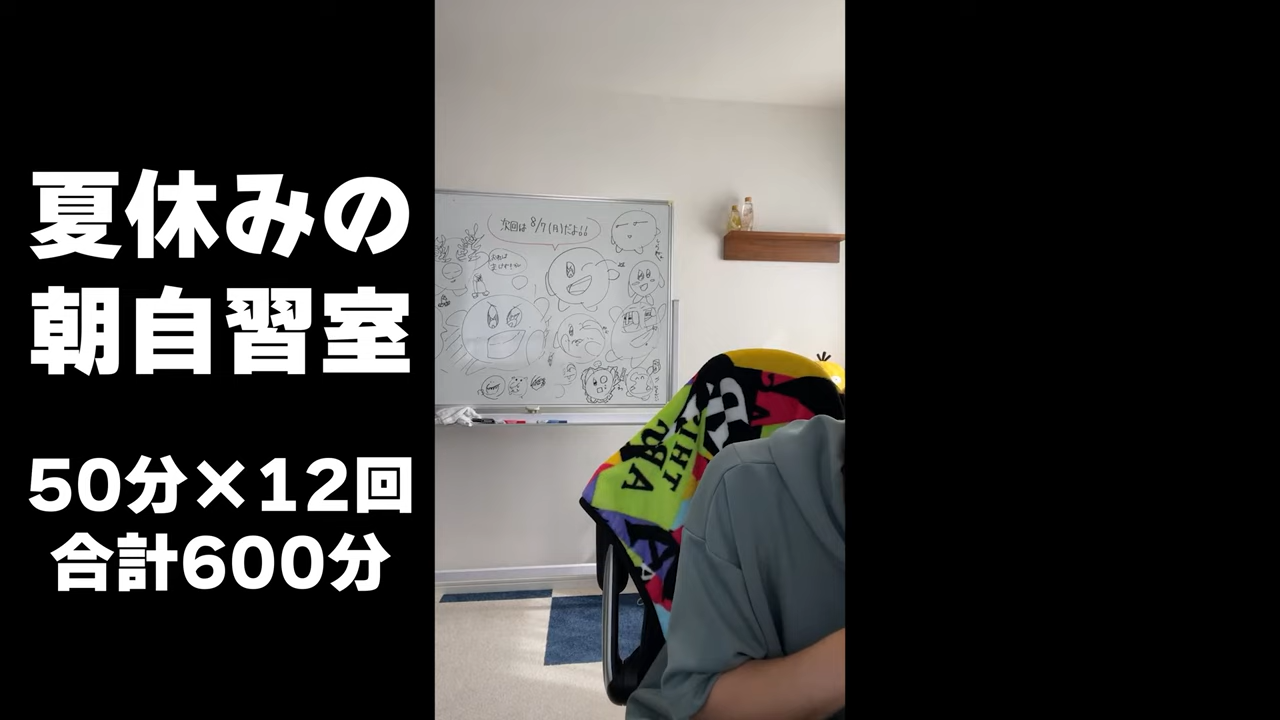 夏休みの
朝自習室
50分×12回
合計600分
次回は 8/7(月)だよ!!